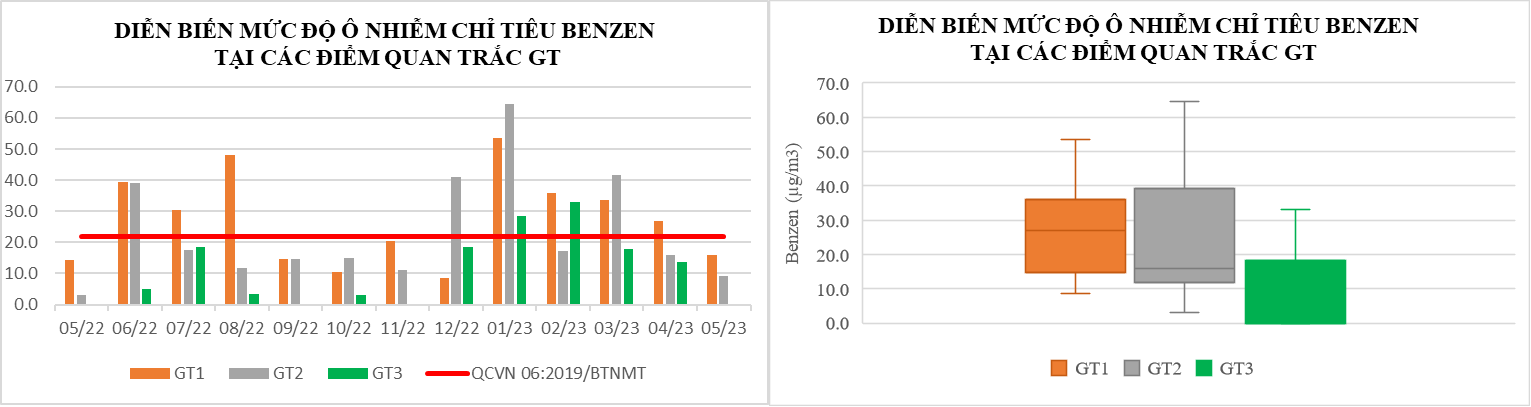 DIỄN BIẾN MỨC ĐỘ Ô NHIỄM CHỈ TIÊU BENZEN
TẠI CÁC ĐIỂM QUAN TRẮC GT
70.0
60.0
50.0
40.0
30.0
20.0
10.0
0.0
05/22 06/22 07/22 08/22 09/22 10/22 11/22 12/22 01/23 02/23 03/23 04/23 05/23
GT1 GT2 GT3 QCVN 06:2019/BTNMT
DIỄN BIẾN MỨC ĐỘ Ô NHIỄM CHỈ TIÊU BENZEN
TẠI CÁC ĐIỂM QUAN TRẮC GT
Benzen (µg/m3)
70.0
60.0
50.0
40.0
30.0
20.0
10.0
0.0
GT1 GT2 GT3